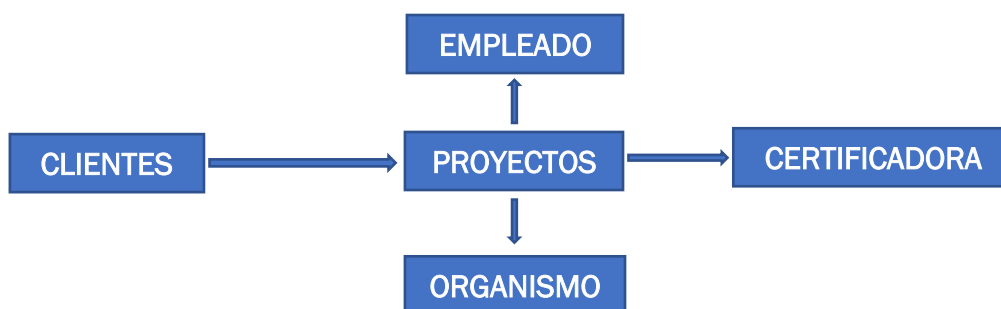 EMPLEADO
CLIENTES
PROYECTOS
CERTIFICADORA
ORGANISMO